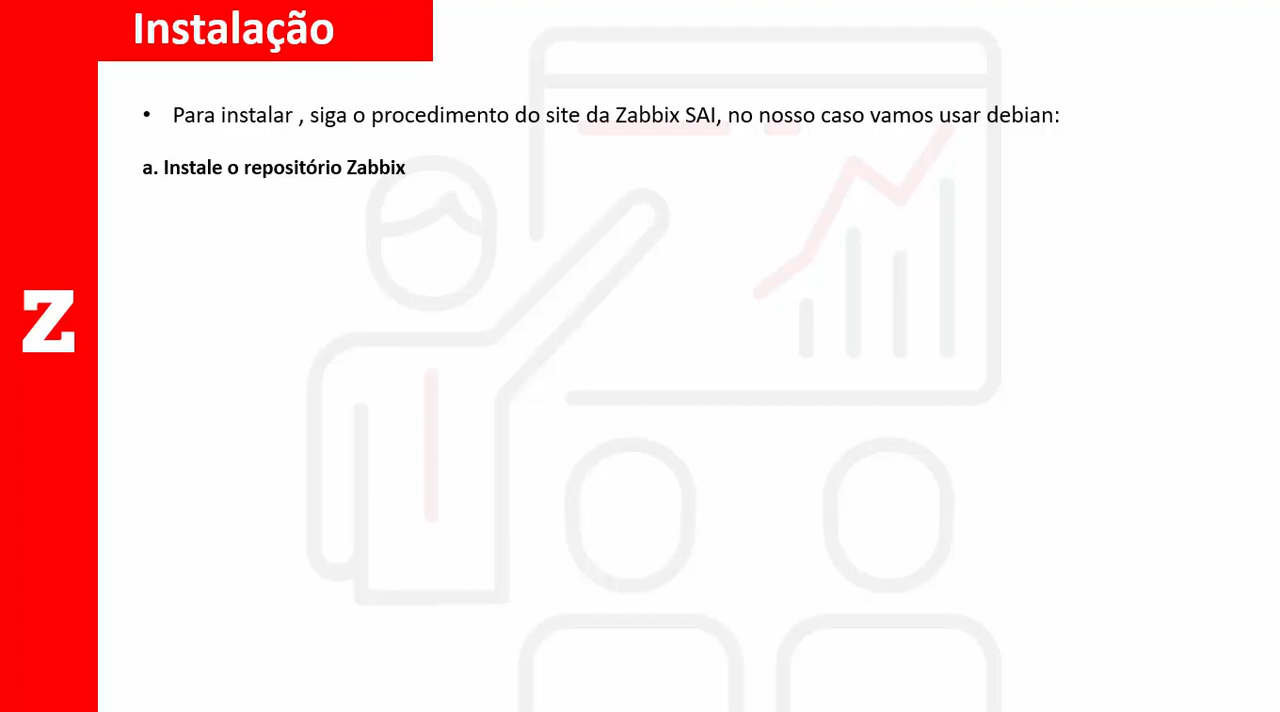 Instalação
• Para instalar , siga o procedimento do site da Zabbix SAI, no nosso caso vamos usar debian:
a. Instale o repositório Zabbix
Z